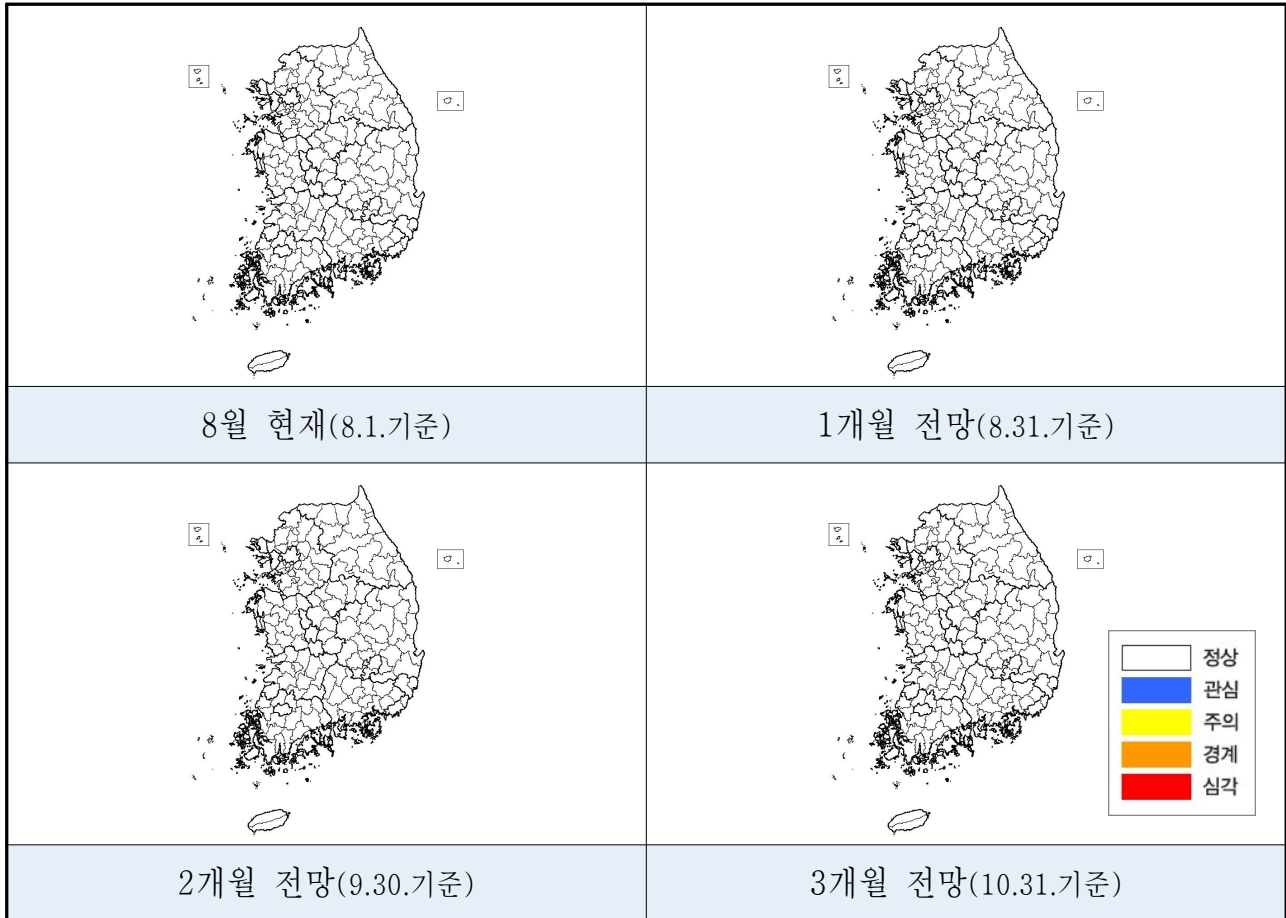 8월 현재(8.1.기준)
1개월 전망(8.31.기준)
정상
관심
주의
경계
심각
2개월 전망(9.30.기준)
3개월 전망(10.31.기준)